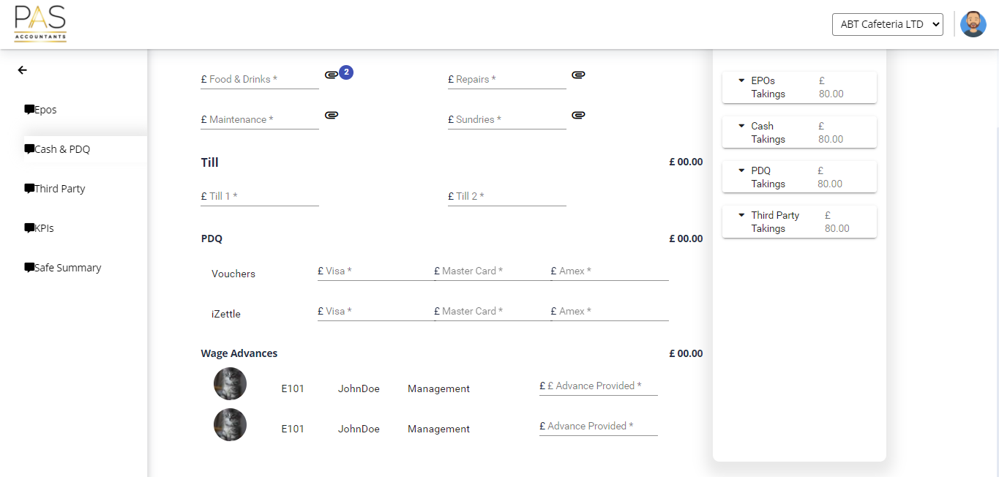 PAS
ACCOUNTANTS
ABT Cafeteria LTD
Epos
Cash & PDQ
Third Party
KPIs
Safe Summary
£ Food & Drinks *
2
£ Repairs *
£ Maintenance *
£ Sundries *
Till
£ 00.00
£ Till 1 *
£ Till 2 *
PDQ
£ 00.00
Vouchers
£ Visa *
£ Master Card *
£ Amex *
iZettle
£ Visa *
£ Master Card *
£ Amex *
Wage Advances
£ 00.00
E101
JohnDoe
Management
£ £ Advance Provided *
E101
JohnDoe
Management
£ Advance Provided *
EPOs
Takings
£
80.00
Cash
Takings
£
80.00
PDQ
Takings
£
80.00
Third Party
Takings
£
80.00